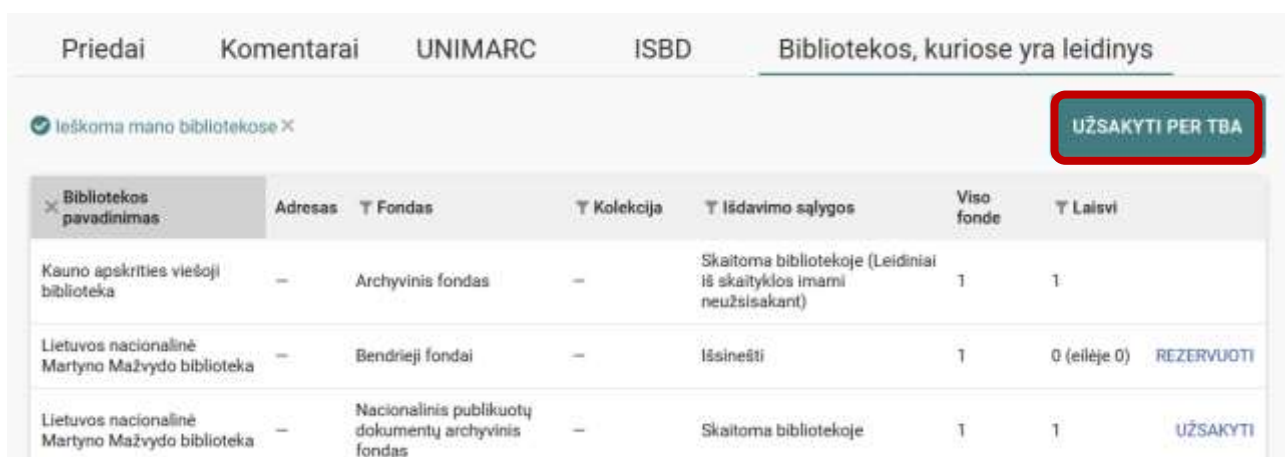 Priedai Komentarai UNIMARC ISBD Bibliotekos, kuriose yra leidinys
Ieškoma mano bibliotekose ×
UŽSAKYTI PER TBA
× Bibliotekos pavadinimas Adresas Fondas Kolekcija Išdavimo sąlygos Viso fonde Laisvi
Kauno apskrities viešoji biblioteka — Archyvinis fondas — Skaitoma bibliotekoje (Leidiniai iš skaityklos imami neužsisakant) 1 1
Lietuvos nacionalinė Martyno Mažvydo biblioteka — Bendrieji fondai — Išsinešti 1 0 (eilėje 0) REZERVUOTI
Lietuvos nacionalinė Martyno Mažvydo biblioteka — Nacionalinis publikuotų dokumentų archyvinis fondas — Skaitoma bibliotekoje 1 1 UŽSAKYTI